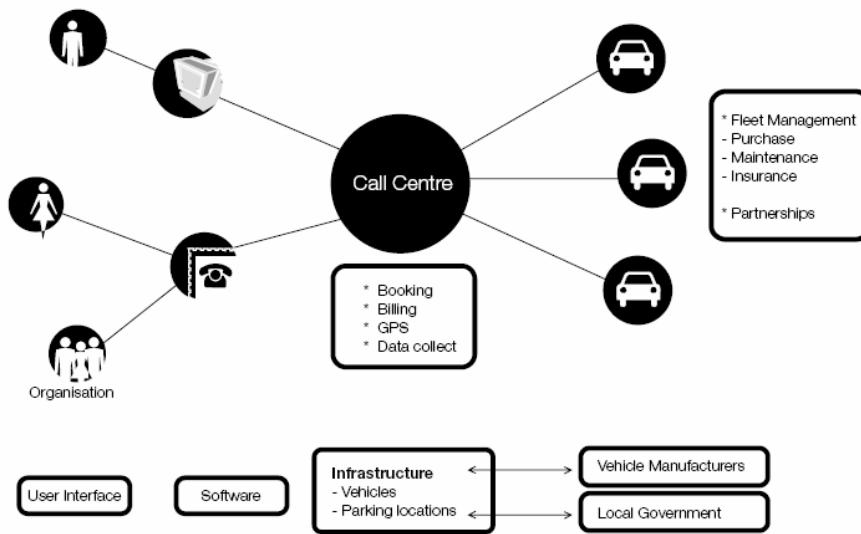 Call Centre
* Fleet Management
- Purchase
- Maintenance
- Insurance
* Partnerships
* Booking
* Billing
* GPS
* Data collect
Organisation
User Interface
Software
Infrastructure
- Vehicles
- Parking locations
Vehicle Manufacturers
Local Government